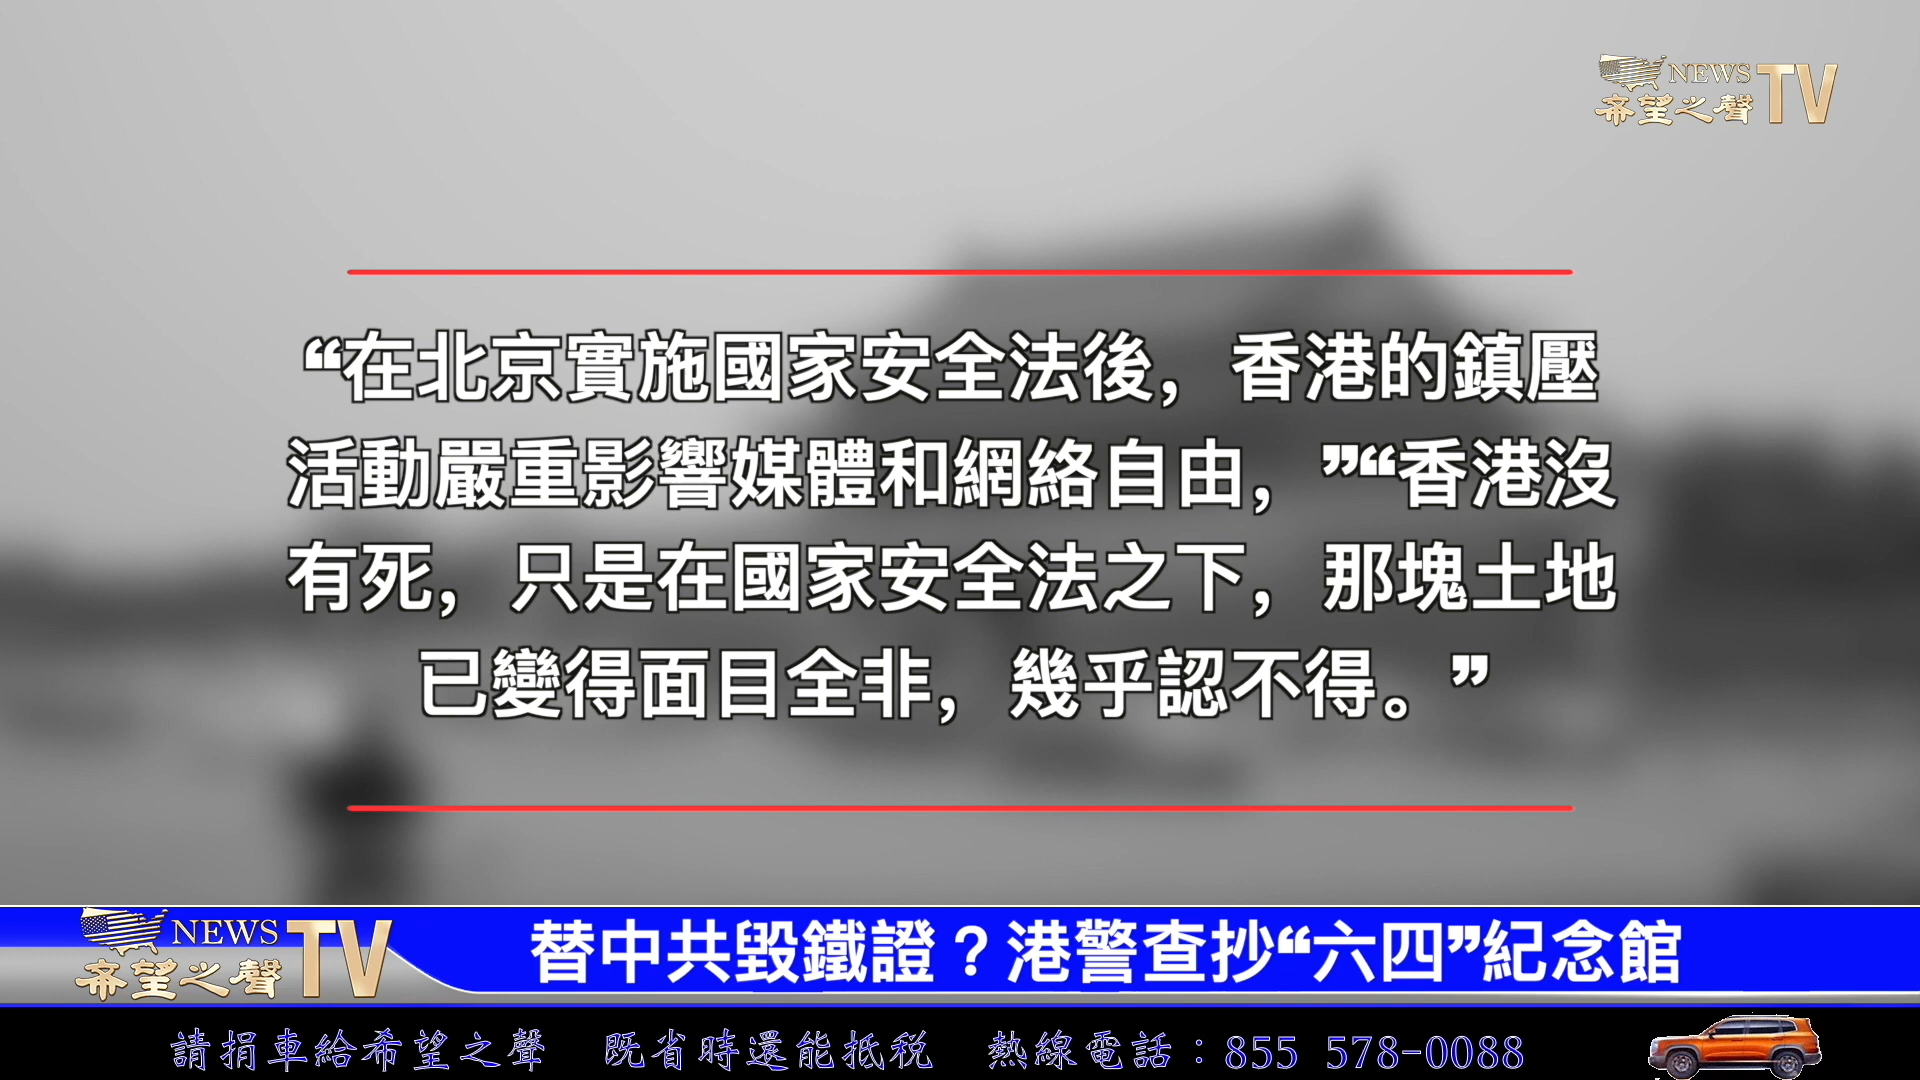 NEWS
希望之聲TV
“在北京實施國家安全法後，香港的鎮壓
活動嚴重影響媒體和網絡自由，”“香港沒
有死，只是在國家安全法之下，那塊土地
已變得面目全非，幾乎認不得。”
NEWS
希望之聲TV
替中共毀鐵證？港警查抄“六四”紀念館
請捐車給希望之聲 既省時還能抵税 熱線電話：855 578-0088